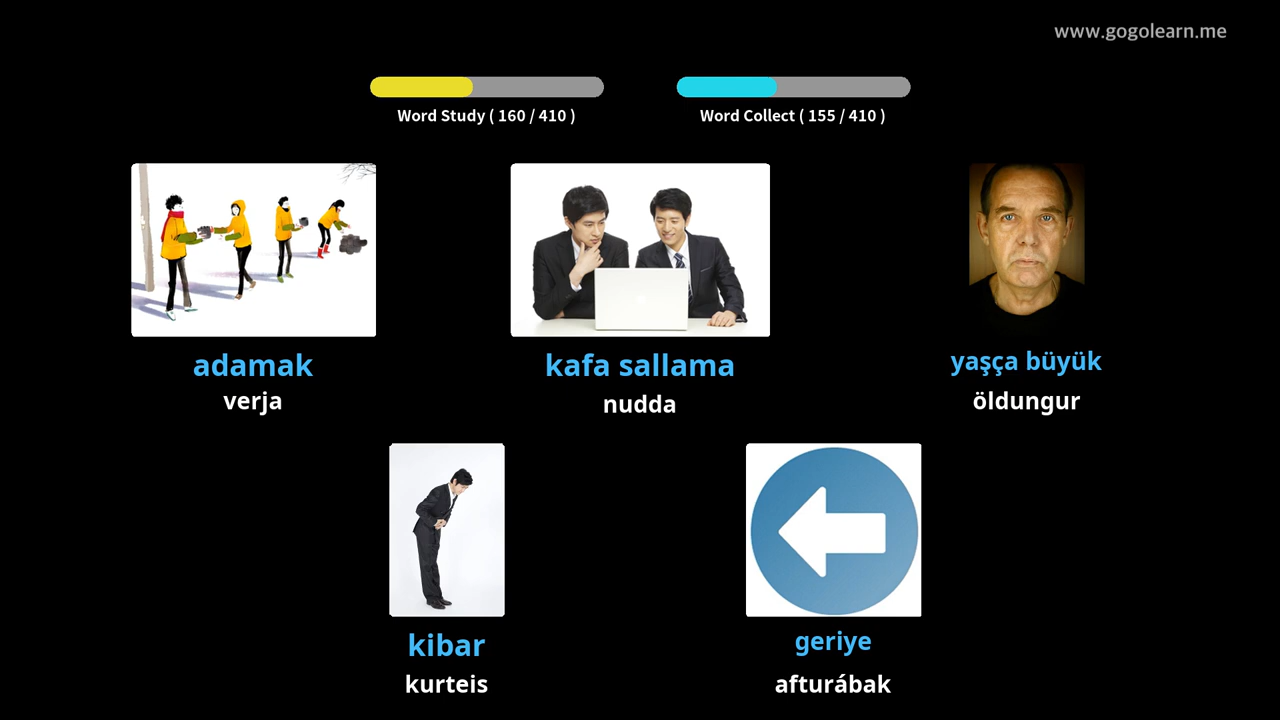 www.gogolearn.me
Word Study ( 160 / 410 )
Word Collect ( 155 / 410 )
adamak
verja
kafa sallama
nudda
yaşça büyük
öldungur
kibar
kurteis
geriye
afturábak